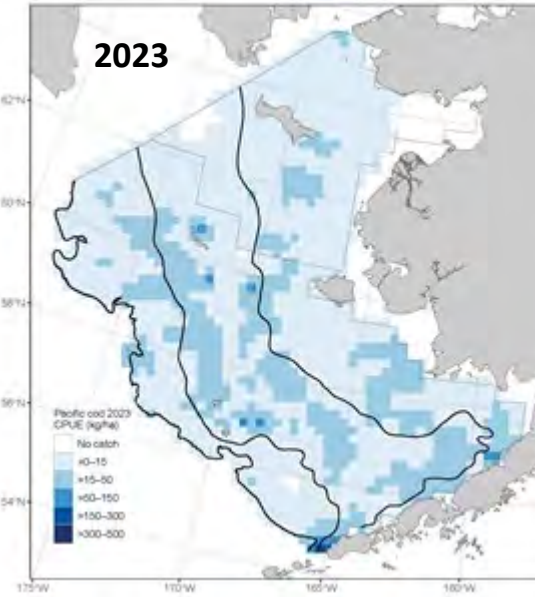 2023
62°N
60°N
58°N
56°N
54°N
Pacific cod 2023
CPUE (kg/ha)
No catch
>0–15
>15–50
>50–150
>150–300
>300–500
175°W
170°W
165°W
160°W